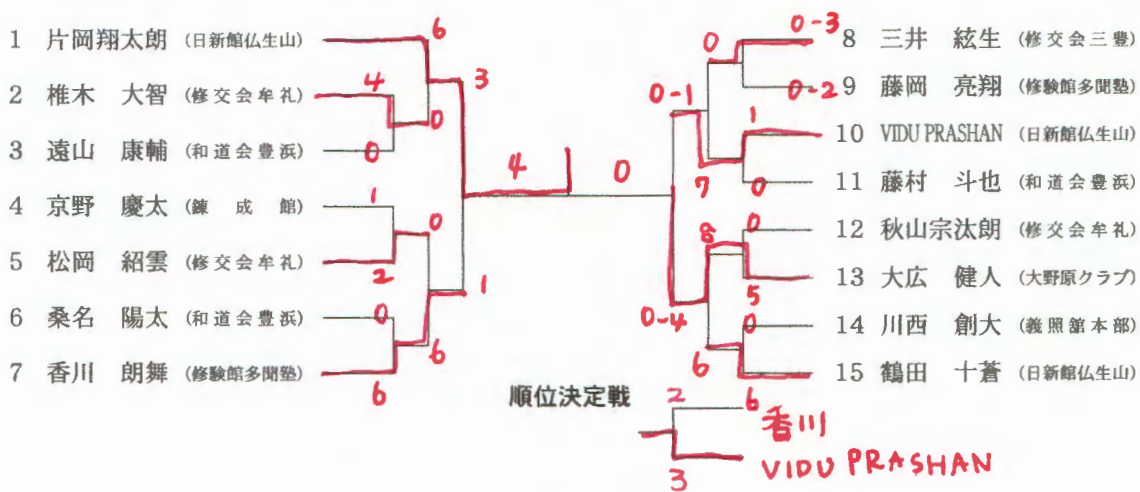 1 片岡翔太朗 (日新館仏生山)
6
2 椎木 大智 (修交会牟礼)
4
0
3
3 遠山 康輔 (和道会豊浜)
0
4 京野 慶太 (錬成館)
1
0
5 松岡 紹雲 (修交会牟礼)
2
1
6 桑名 陽太 (和道会豊浜)
0
6
7 香川 朗舞 (修験館多聞塾)
6
4
0
0-3
8 三井 絃生 (修交会三豊)
0
0-2
9 藤岡 亮翔 (修験館多聞塾)
0-1
1
10 VIDU PRASHAN (日新館仏生山)
7
0
11 藤村 斗也 (和道会豊浜)
0
12 秋山宗汰朗 (修交会牟礼)
8
5
13 大広 健人 (大野原クラブ)
0-4
0
14 川西 創大 (義照舘本部)
6
6
15 鶴田 十蒼 (日新館仏生山)
順位決定戦
2
香川
3
VIDU PRASHAN